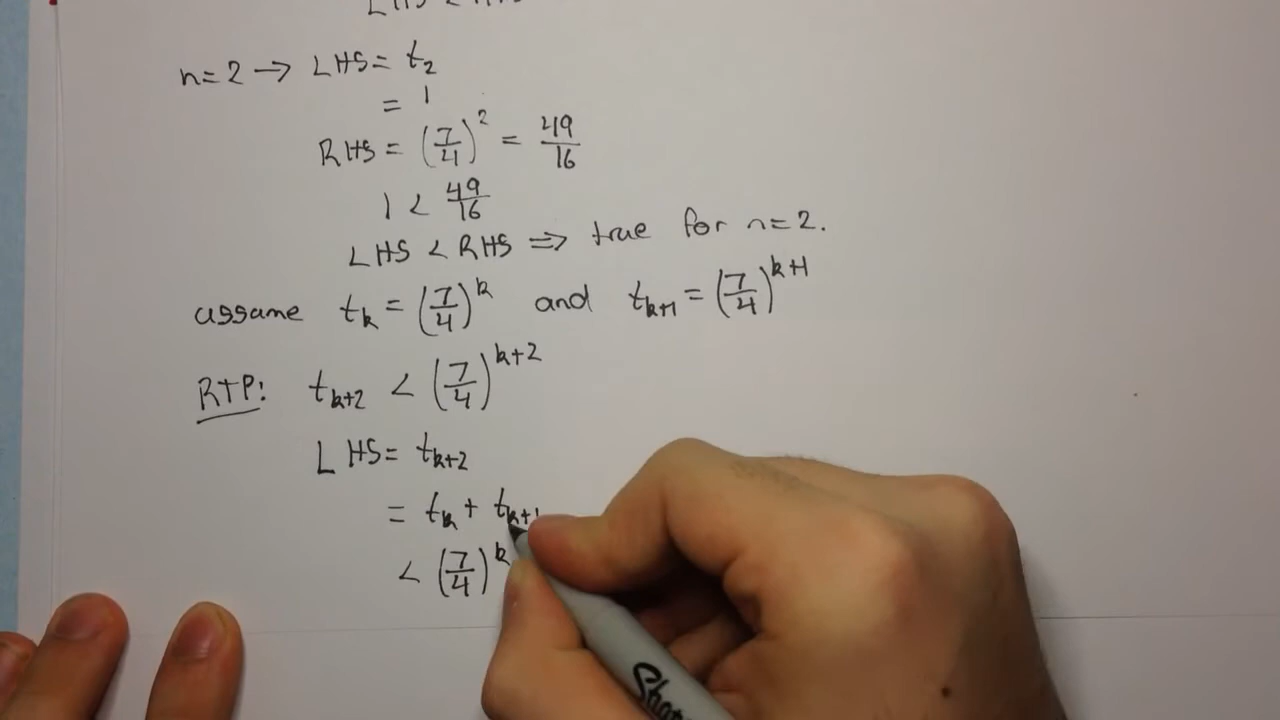 LHS < RHS
n=2 → LHS = t₂
= 1
RHS = (7/4)² = 49/16
1 < 49/16
LHS < RHS ⇒ true for n=2.
assume tₖ = (7/4)ᵏ and tₖ₊₁ = (7/4)ᵏ⁺¹
RTP: tₖ₊₂ < (7/4)ᵏ⁺²
LHS = tₖ₊₂
= tₖ + tₖ₊₁
< (7/4)ᵏ